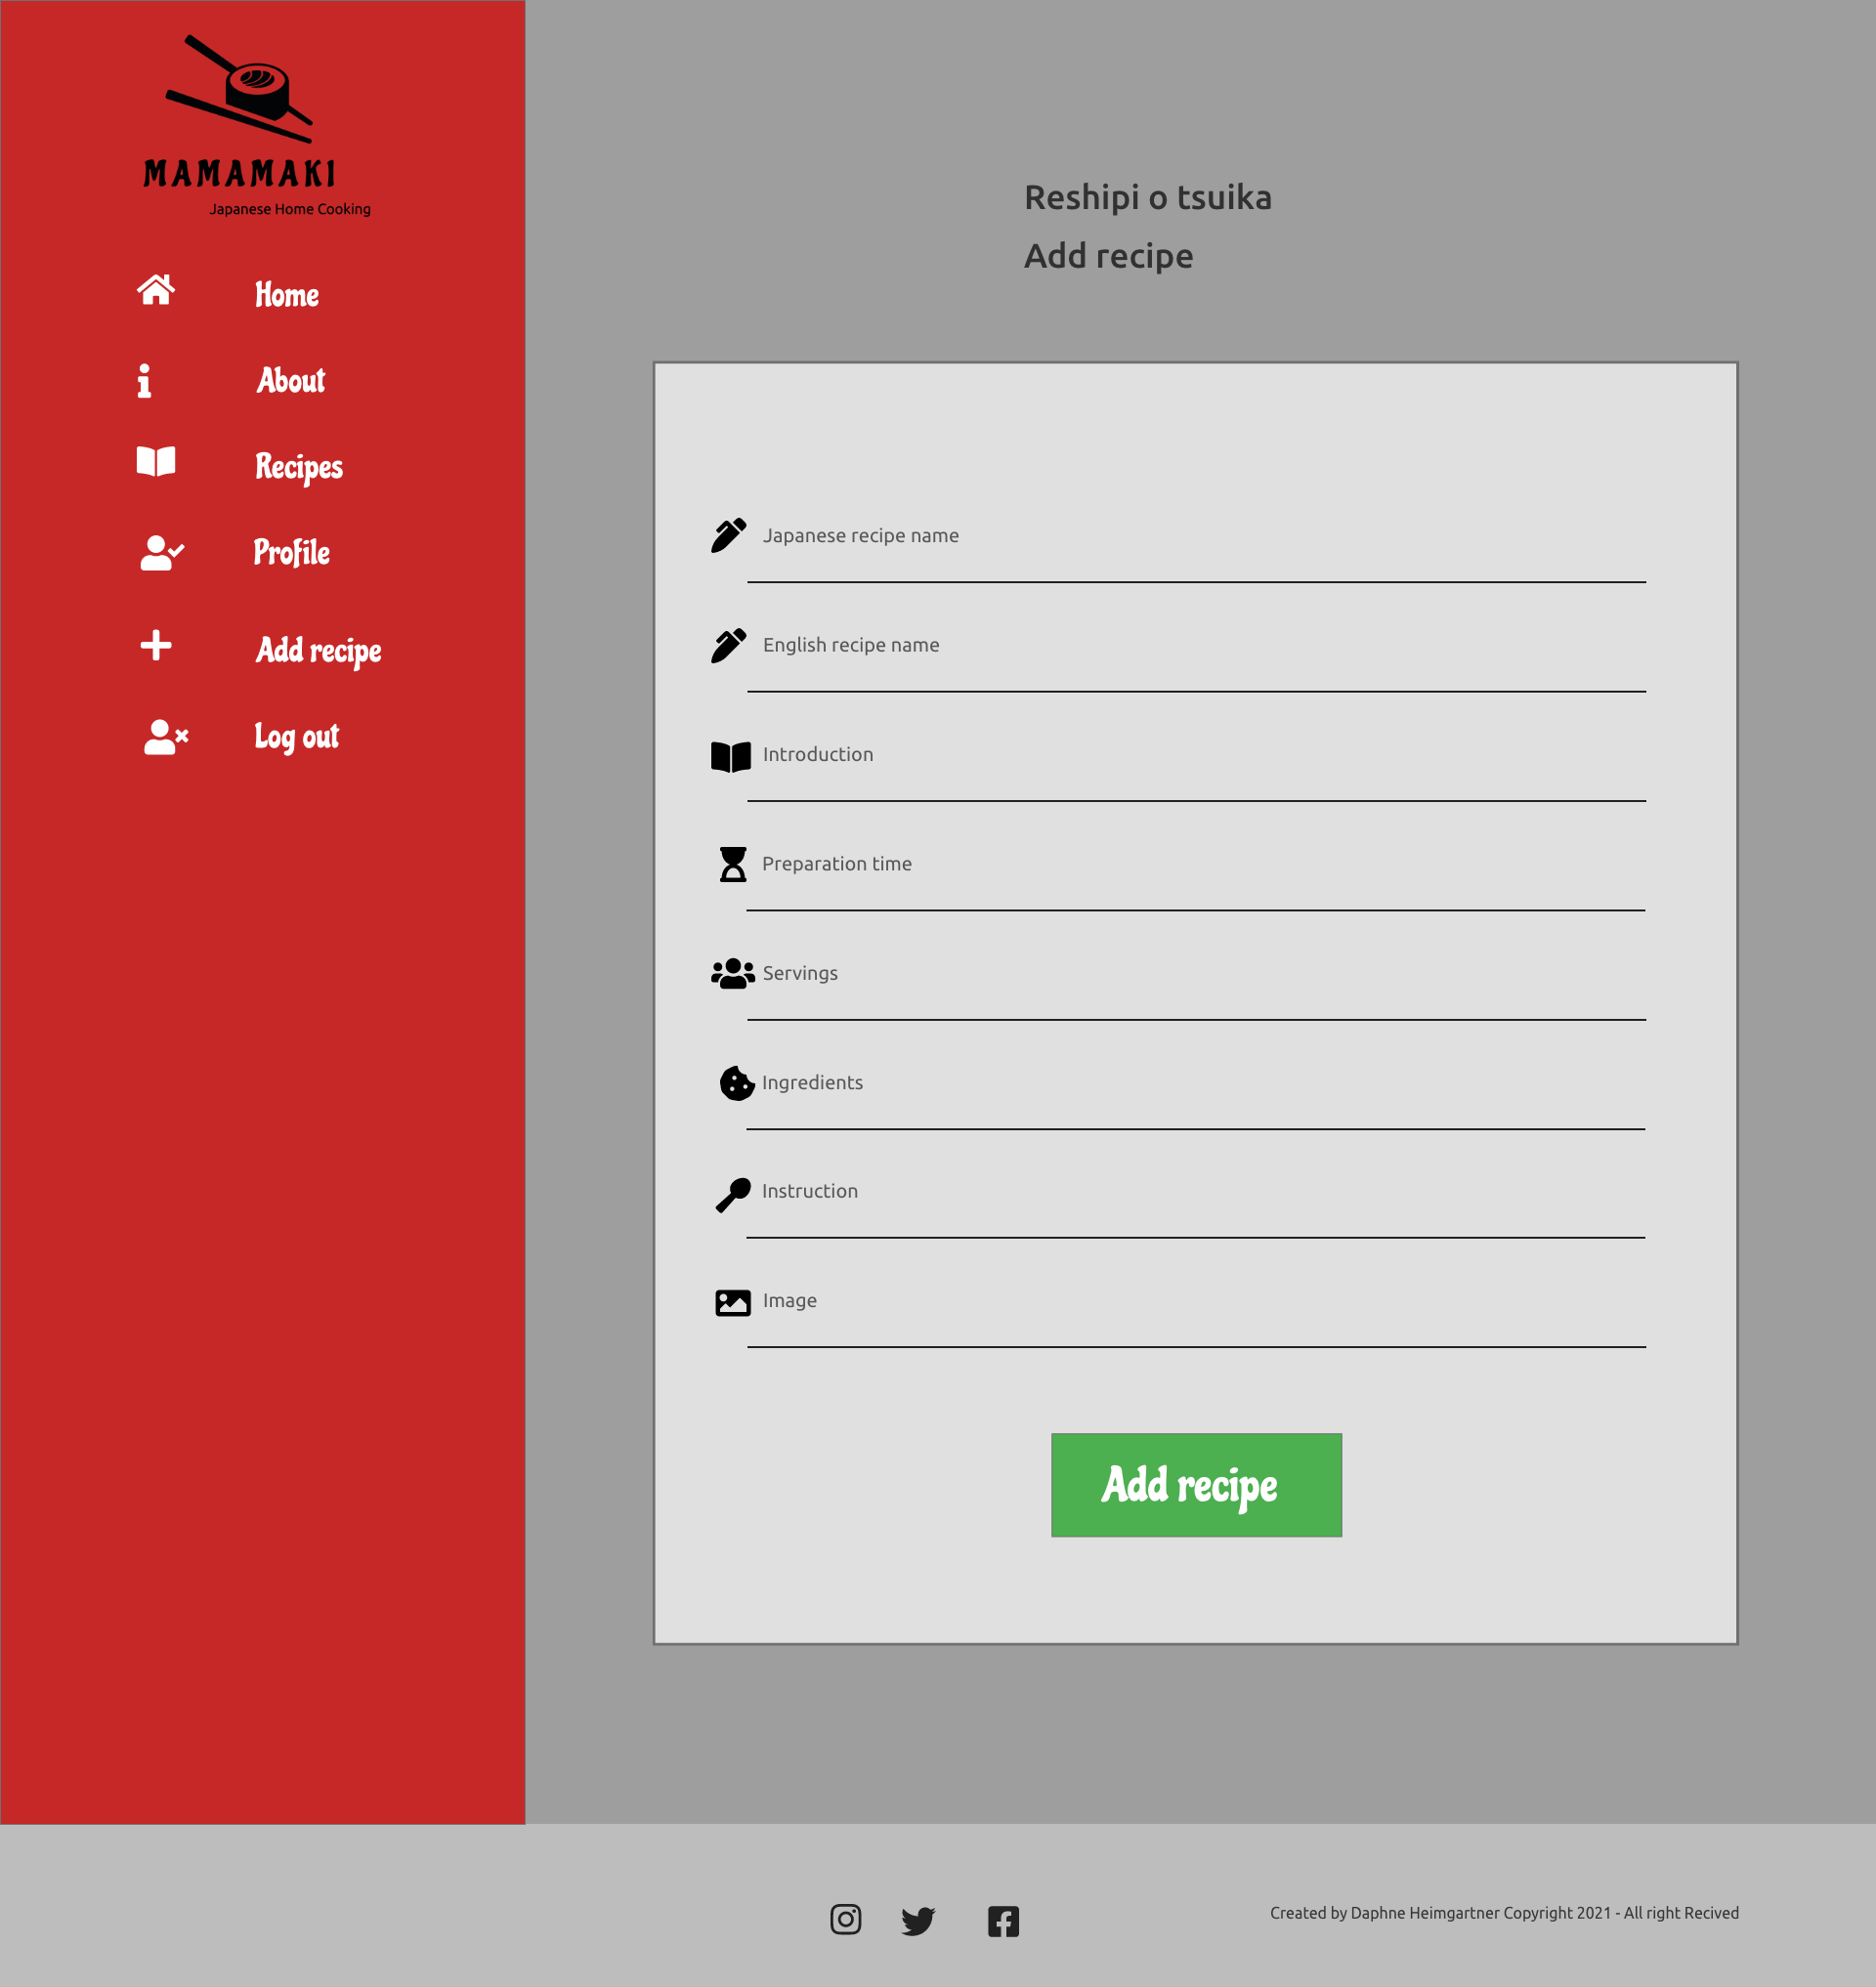 MAMAMAKI
Japanese Home Cooking
Home
About
Recipes
Profile
Add recipe
Log out
Reshipi o tsuika
Add recipe
Japanese recipe name
English recipe name
Introduction
Preparation time
Servings
Ingredients
Instruction
Image
Add recipe
Created by Daphne Heimgartner Copyright 2021 - All right Recived